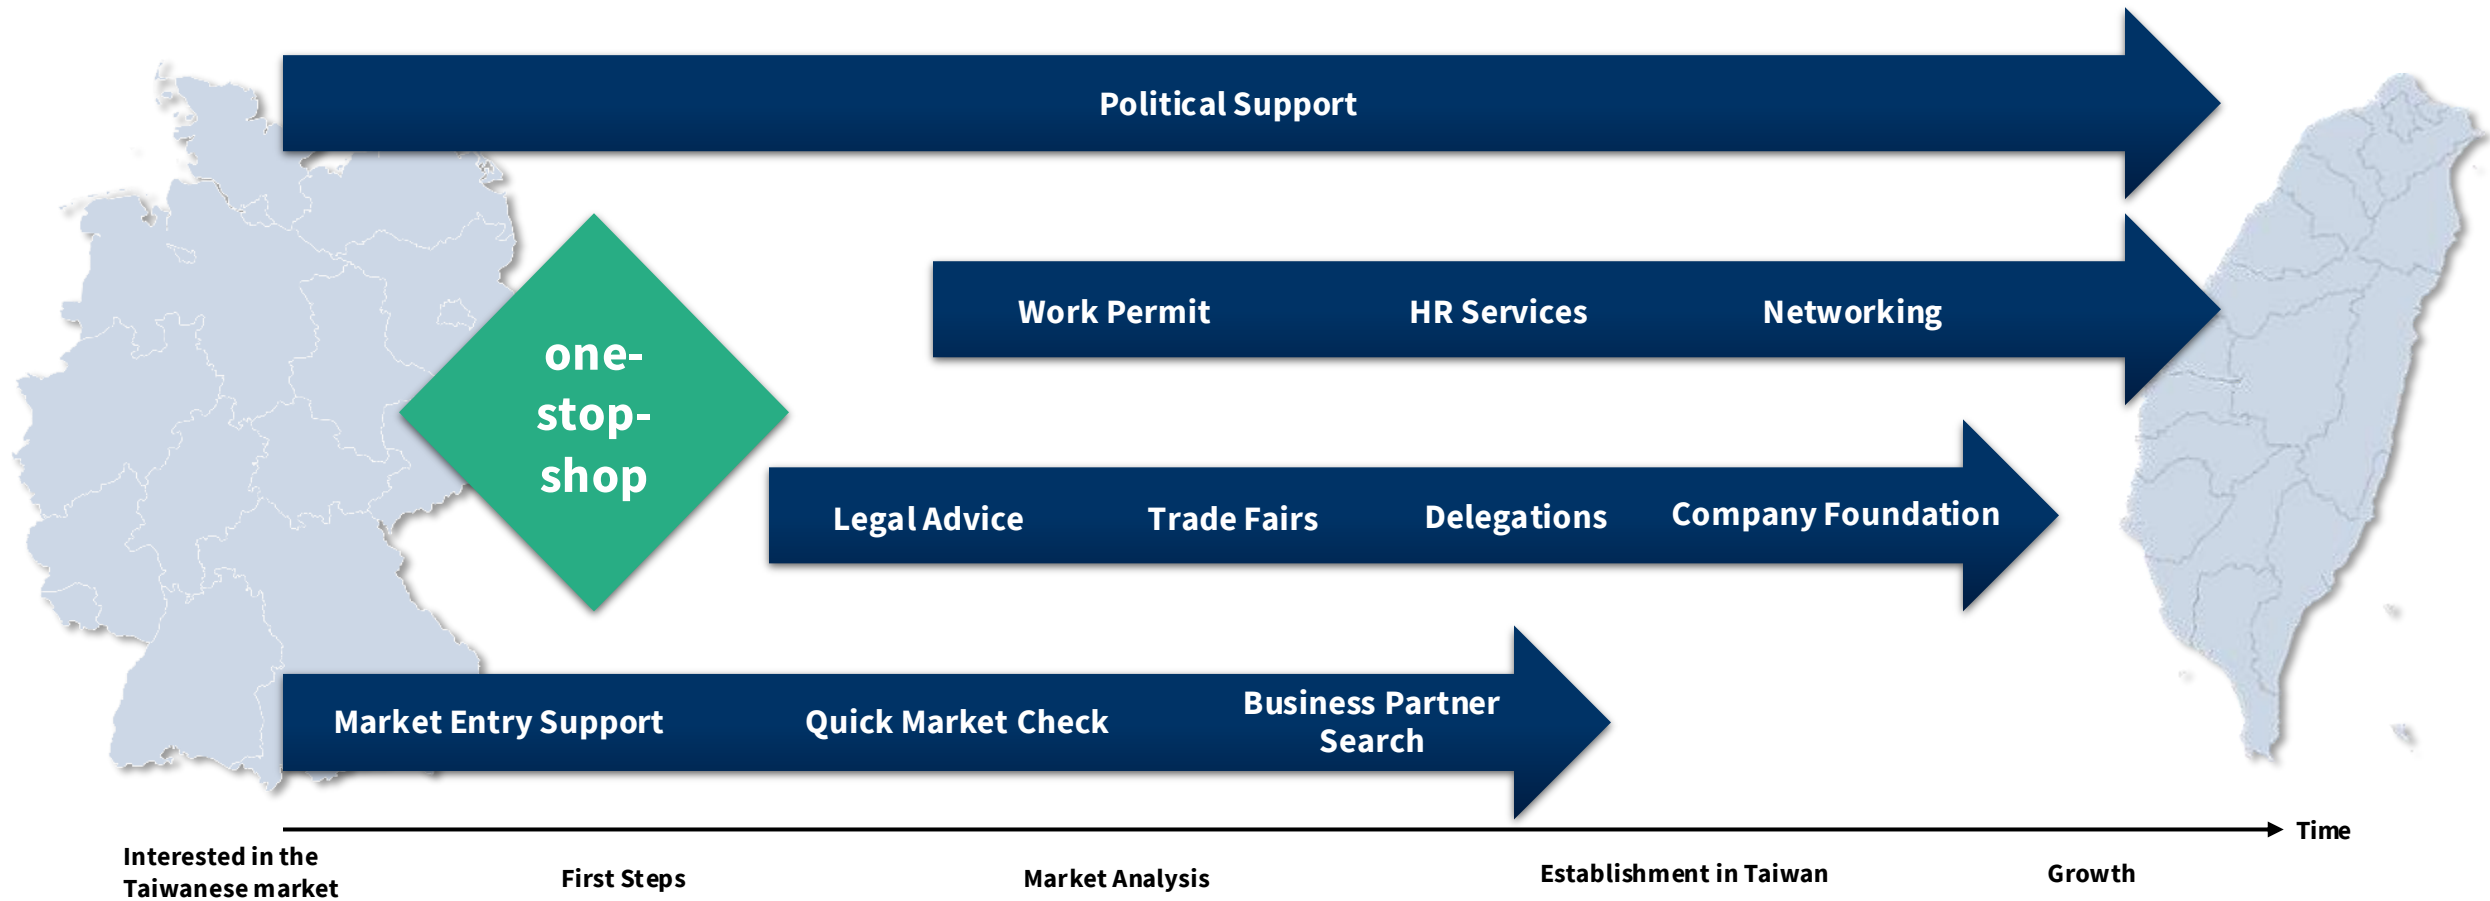 Political Support
Work Permit HR Services Networking
one-
stop-
shop
Legal Advice Trade Fairs Delegations Company Foundation
Market Entry Support Quick Market Check Business Partner
Search
Time
Interested in the
Taiwanese market
First Steps
Market Analysis
Establishment in Taiwan
Growth